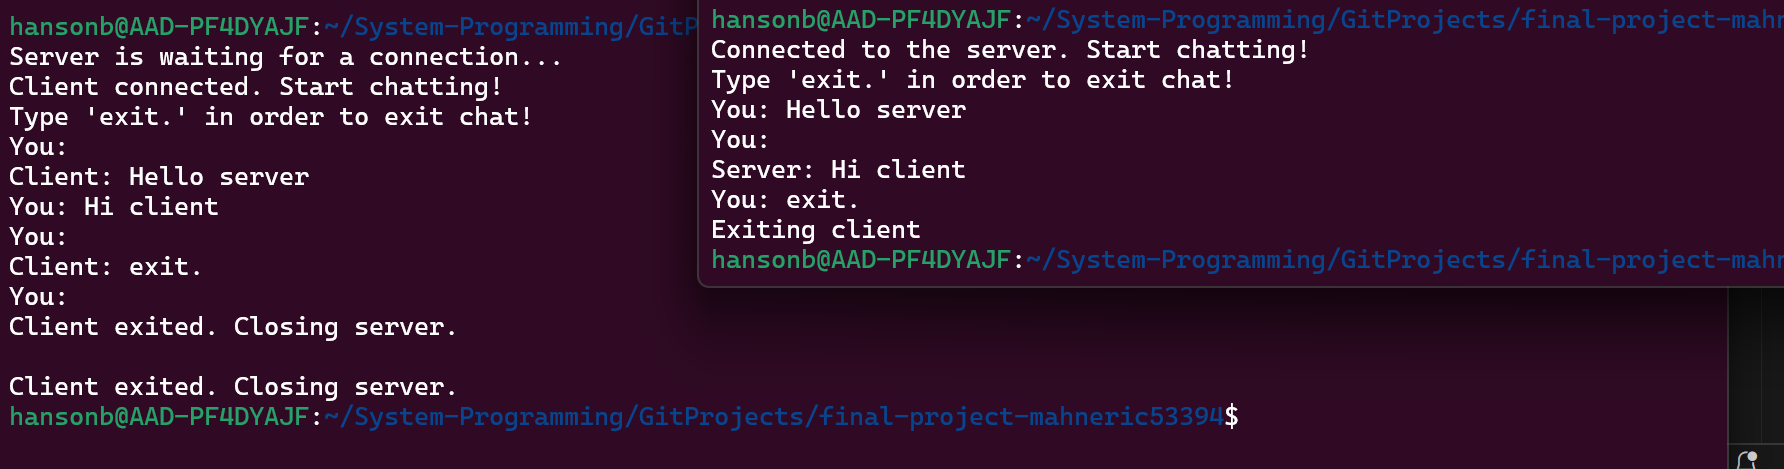 hansonb@AAD-PF4DYAJF:~/System-Programming/GitP
Server is waiting for a connection...
Client connected. Start chatting!
Type 'exit.' in order to exit chat!
You:
Client: Hello server
You: Hi client
You:
Client: exit.
You:
Client exited. Closing server.
Client exited. Closing server.
hansonb@AAD-PF4DYAJF:~/System-Programming/GitProjects/final-project-mahneric53394$
hansonb@AAD-PF4DYAJF:~/System-Programming/GitProjects/final-project-mahn
Connected to the server. Start chatting!
Type 'exit.' in order to exit chat!
You: Hello server
You:
Server: Hi client
You: exit.
Exiting client
hansonb@AAD-PF4DYAJF:~/System-Programming/GitProjects/final-project-mahn